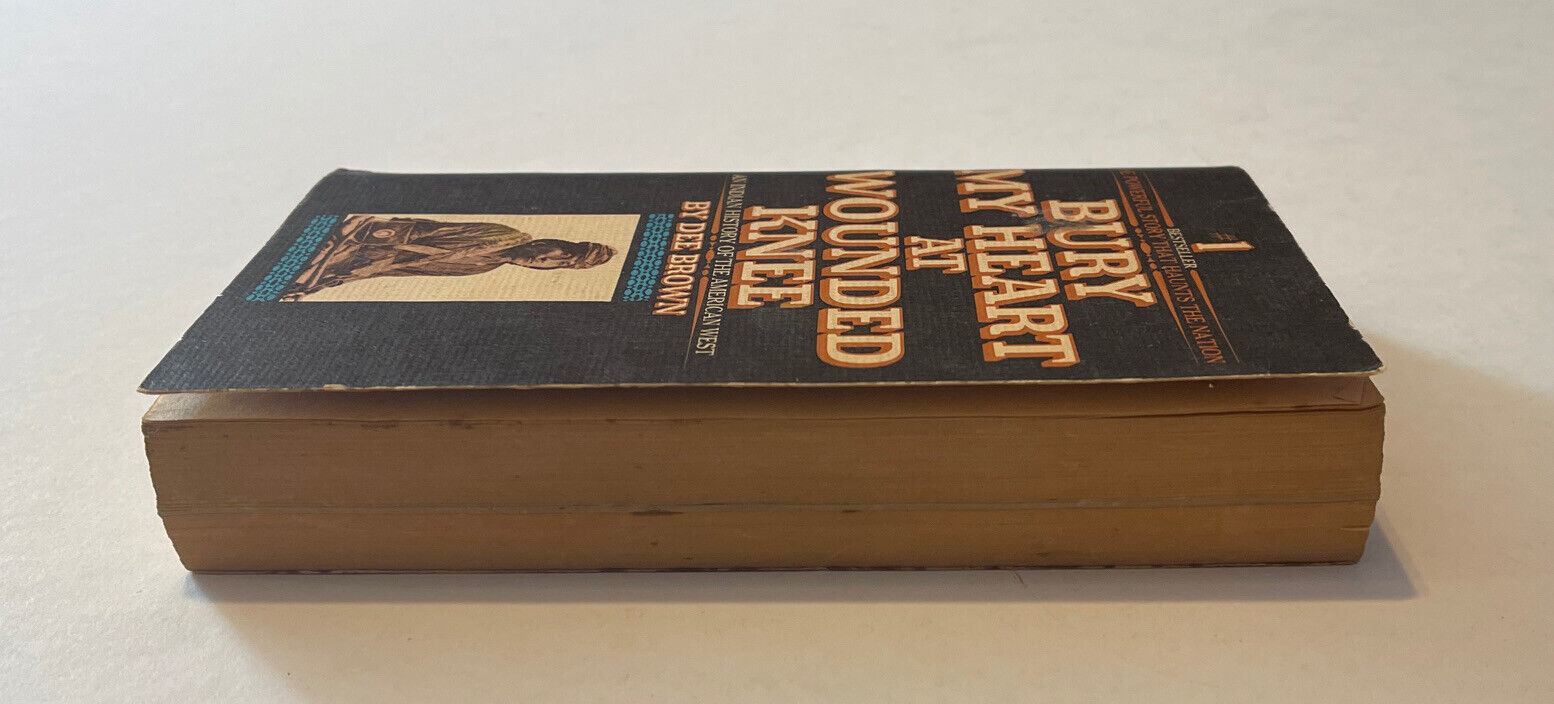 #1
BESTSELLER
A POWERFUL STORY THAT HAUNTS THE NATION
BURY
MY HEART
AT
WOUNDED
KNEE
AN INDIAN HISTORY OF THE AMERICAN WEST
BY DEE BROWN